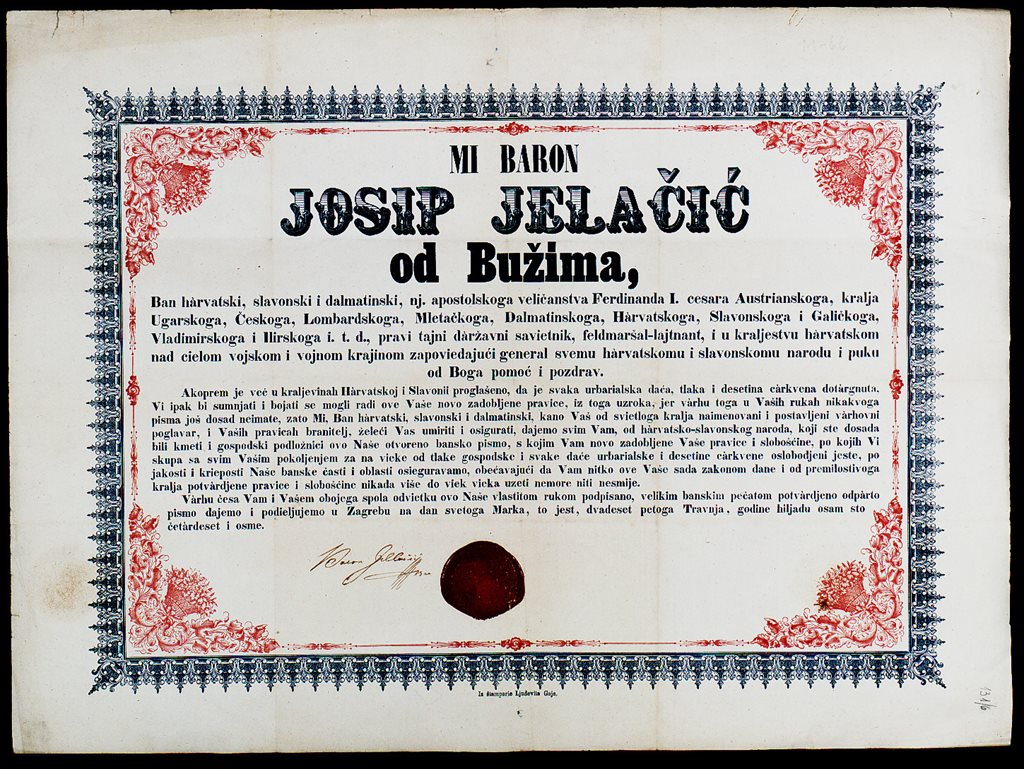 MI BARON
JOSIP JELAČIĆ
od Bužima,
Ban hàrvatski, slavonski i dalmatinski, nj. apostolskoga veličanstva Ferdinanda I. cesara Austrianskoga, kralja
Ugarskoga, Českoga, Lombardskoga, Mletačkoga, Dalmatinskoga, Hàrvatskoga, Slavonskoga i Galičkoga,
Vladimirskoga i Ilirskoga i. t. d., pravi tajni dàržavni savietnik, feldmaršal-lajtnant, i u kraljestvu hàrvatskom
nad cielom vojskom i vojnom krajinom zapoviedajući general svemu hàrvatskomu i slavonskomu narodu i puku
od Boga pomoć i pozdrav.
Akoprem je već u kraljevinah Hàrvatskoj i Slavonii proglašeno, da je svaka urbarialska daća, tlaka i desetina càrkvena dotàrgnuta,
Vi ipak bi sumnjati i bojati se mogli radi ove Vaše novo zadobljene pravice, iz toga uzroka, jer vàrhu toga u Vaših rukah nikakvoga
pisma još dosad neimate, zato Mi, Ban hàrvatski, slavonski i dalmatinski, kano Vaš od svietloga kralja naimenovani i postavljeni vàrhovni
poglavar, i Vaših pravicah branitelj, želeći Vas umiriti i osigurati, dajemo svim Vam, od hàrvatsko-slavonskog naroda, koji ste dosada
bili kmeti i gospodski podložnici ovo Naše otvoreno bansko pismo, s kojim Vam novo zadobljene Vaše pravice i slobošćine, po kojih Vi
skupa sa svim Vašim pokoljenjem za na vieke od tlake gospodske i svake daće urbarialske i desetine càrkvene oslobodjeni jeste, po
jakosti i krieposti Naše banske časti i oblasti osieguravamo, obećavajući da Vam nitko ove Vaše sada zakonom dane i od premilostivoga
kralja potvàrdjene pravice i slobošćine nikada više do viek vieka uzeti nemore niti nesmije.
Vàrhu česa Vam i Vašem obojega spola odvietku ovo Naše vlastitom rukom podpisano, velikim banskim pečatom potvàrdjeno odpàrto
pismo dajemo i podieljujemo u Zagrebu na dan svetoga Marka, to jest, dvadeset petoga Travnja, godine hiljadu osam sto
četàrdeset i osme.
Iz štamparie Ljudevita Gaja.